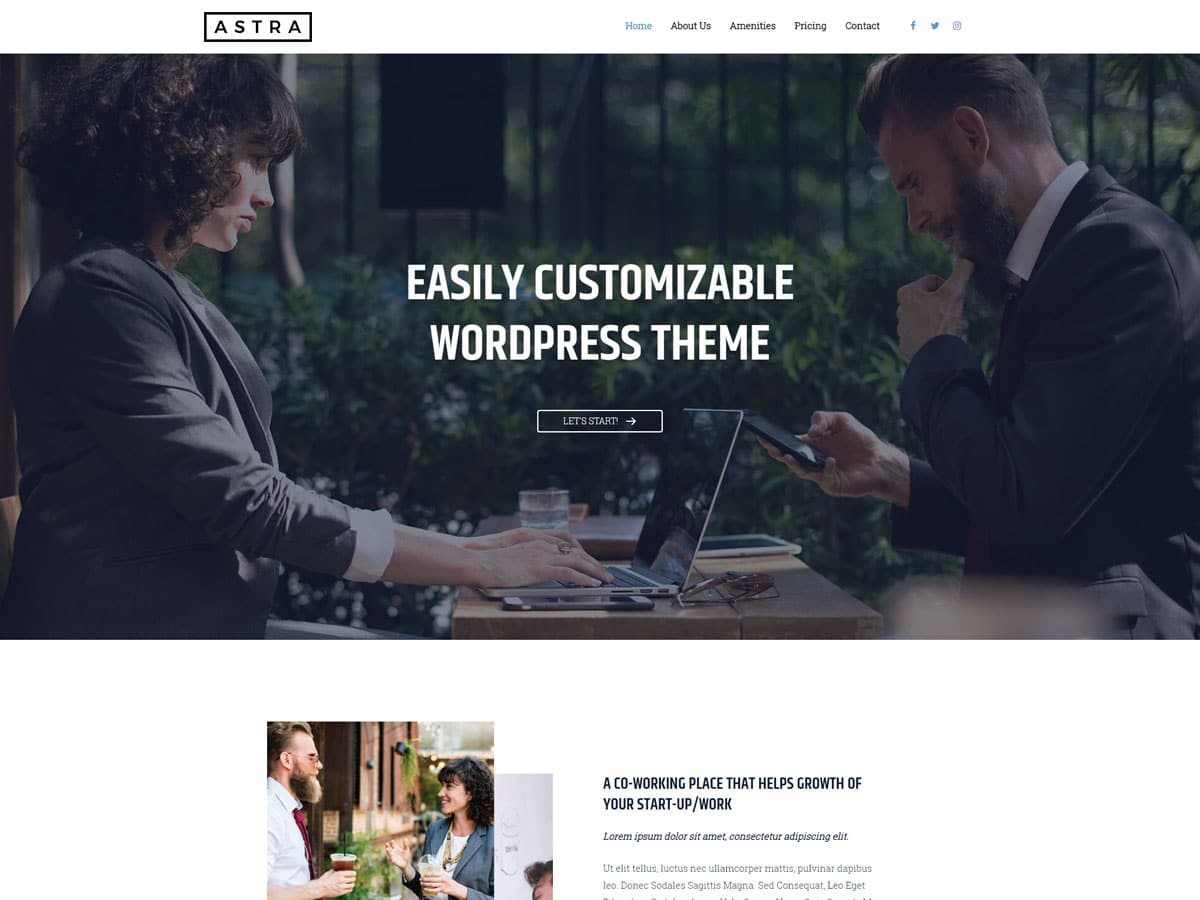 ASTRA
Home About Us Amenities Pricing Contact
EASILY CUSTOMIZABLE
WORDPRESS THEME
LET'S START!
A CO-WORKING PLACE THAT HELPS GROWTH OF
YOUR START-UP/WORK
Lorem ipsum dolor sit amet, consectetur adipiscing elit.
Ut elit tellus, luctus nec ullamcorper mattis, pulvinar dapibus
leo. Donec Sodales Sagittis Magna. Sed Consequat, Leo Eget